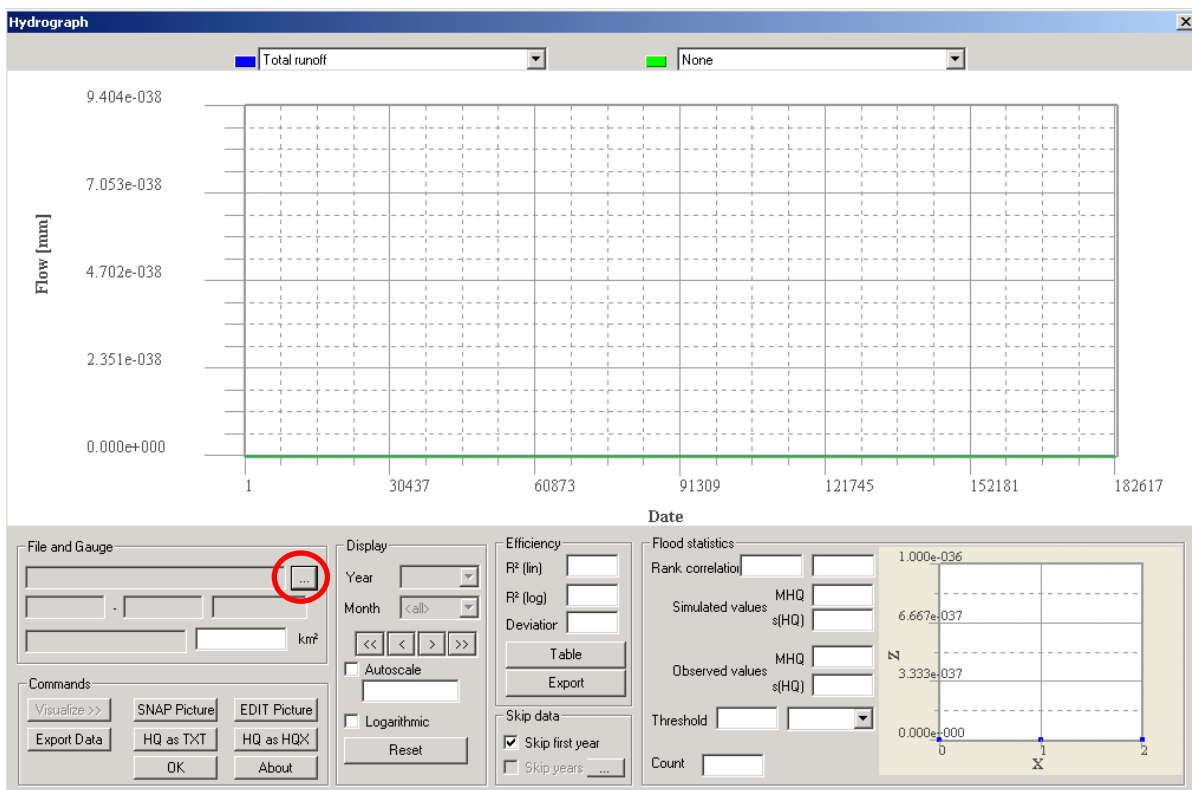 Hydrograph
Total runoff None
9.404e-038
7.053e-038
4.702e-038
2.351e-038
0.000e+000
Flow [mm]
1 30437 60873 91309 121745 152181 182617
Date
File and Gauge
...
.
km²
Commands
Visualize >> SNAP Picture EDIT Picture
Export Data HQ as TXT HQ as HQX
OK About
Display
Year
Month <all>
<< < > >>
Autoscale
Logarithmic
Reset
Efficiency
R² (lin)
R² (log)
Deviatior
Table
Export
Skip data
Skip first year
Skip years ...
Flood statistics
Rank correlation
Simulated values MHQ
s(HQ)
Observed values MHQ
s(HQ)
Threshold
Count
1.000e-036
6.667e-037
3.333e-037
0.000e+000
Z
0 1 2
X